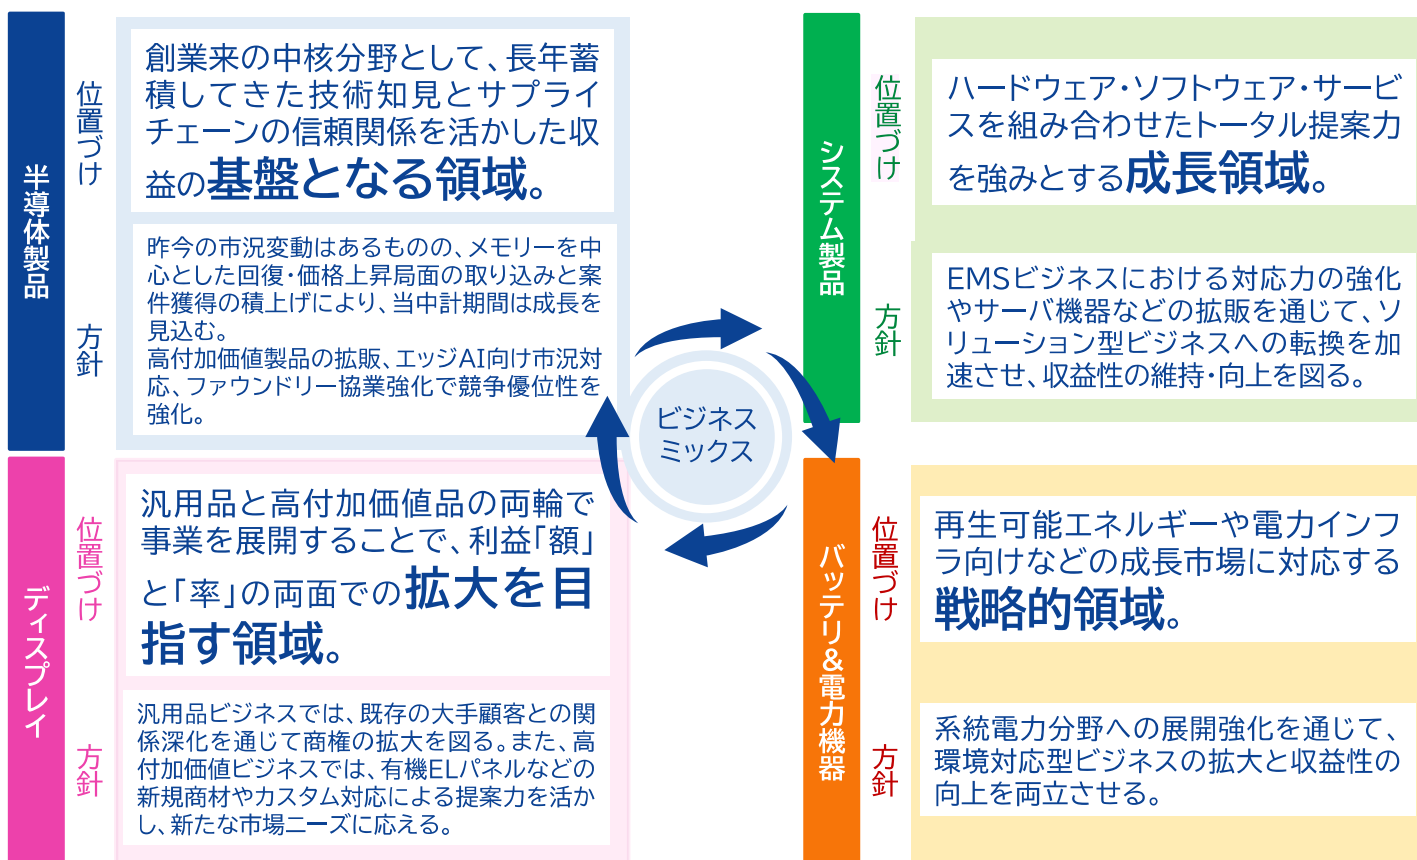 半導体製品
位置づけ
創業来の中核分野として、長年蓄
積してきた技術知見とサプライ
チェーンの信頼関係を活かした収
益の基盤となる領域。
方針
昨今の市況変動はあるものの、メモリーを中
心とした回復・価格上昇局面の取り込みと案
件獲得の積上げにより、当中計期間は成長を
見込む。
高付加価値製品の拡販、エッジAI向け市況対
応、ファウンドリー協業強化で競争優位性を
強化。
システム製品
位置づけ
ハードウェア・ソフトウェア・サービ
スを組み合わせたトータル提案力
を強みとする成長領域。
方針
EMSビジネスにおける対応力の強化
やサーバ機器などの拡販を通じて、ソ
リューション型ビジネスへの転換を加
速させ、収益性の維持・向上を図る。
ビジネス
ミックス
ディスプレイ
位置づけ
汎用品と高付加価値品の両輪で
事業を展開することで、利益「額」
と「率」の両面での拡大を目
指す領域。
方針
汎用品ビジネスでは、既存の大手顧客との関
係深化を通じて商権の拡大を図る。また、高
付加価値ビジネスでは、有機ELパネルなどの
新規商材やカスタム対応による提案力を活か
し、新たな市場ニーズに応える。
バッテリ&電力機器
位置づけ
再生可能エネルギーや電力インフ
ラ向けなどの成長市場に対応する
戦略的領域。
方針
系統電力分野への展開強化を通じて、
環境対応型ビジネスの拡大と収益性の
向上を両立させる。